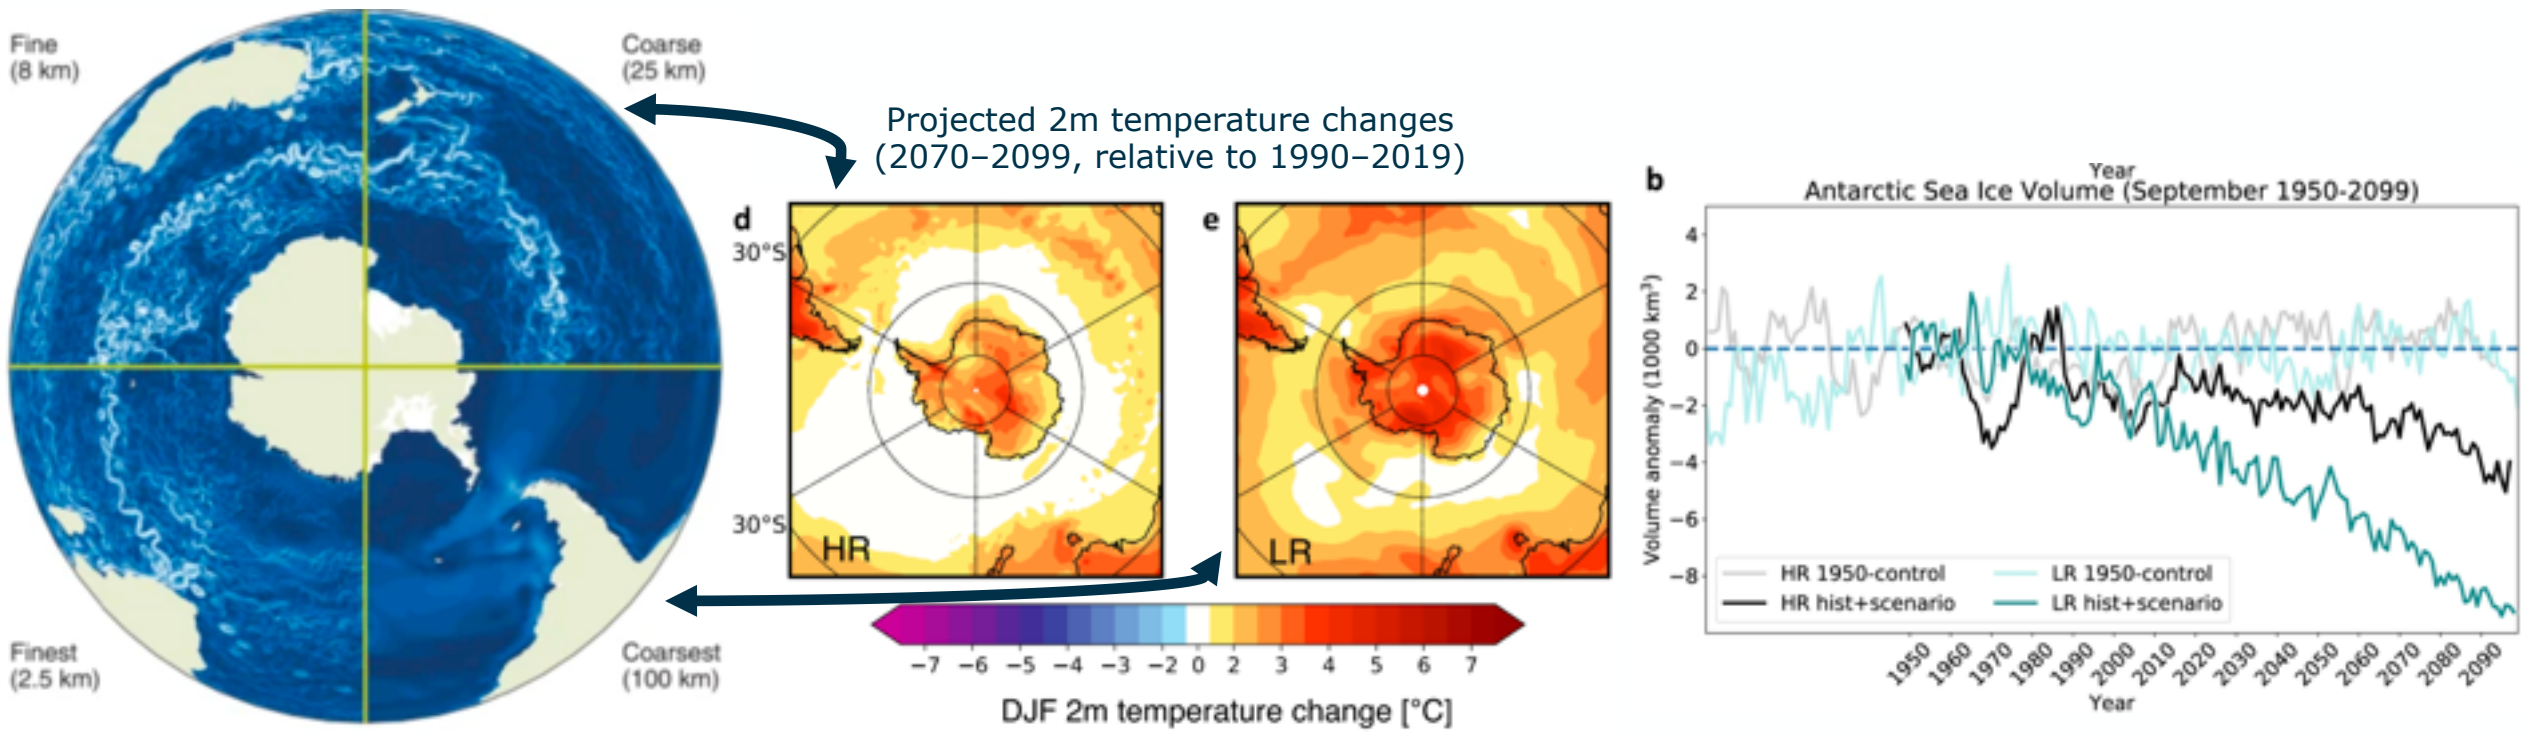 Fine
(8 km)
Coarse
(25 km)
Finest
(2.5 km)
Coarsest
(100 km)
Projected 2m temperature changes
(2070–2099, relative to 1990–2019)
d
30°S
30°S
HR
e
LR
−7 −6 −5 −4 −3 −2 0 2 2 3 4 5 6 7
DJF 2m temperature change [°C]
b
Year
Antarctic Sea Ice Volume (September 1950-2099)
Volume anomaly (1000 km³)
4
2
0
−2
−4
−6
−8
HR 1950-control
HR hist+scenario
LR 1950-control
LR hist+scenario
1950 1960 1970 1980 1990 2000 2010 2020 2030 2040 2050 2060 2070 2080 2090
Year